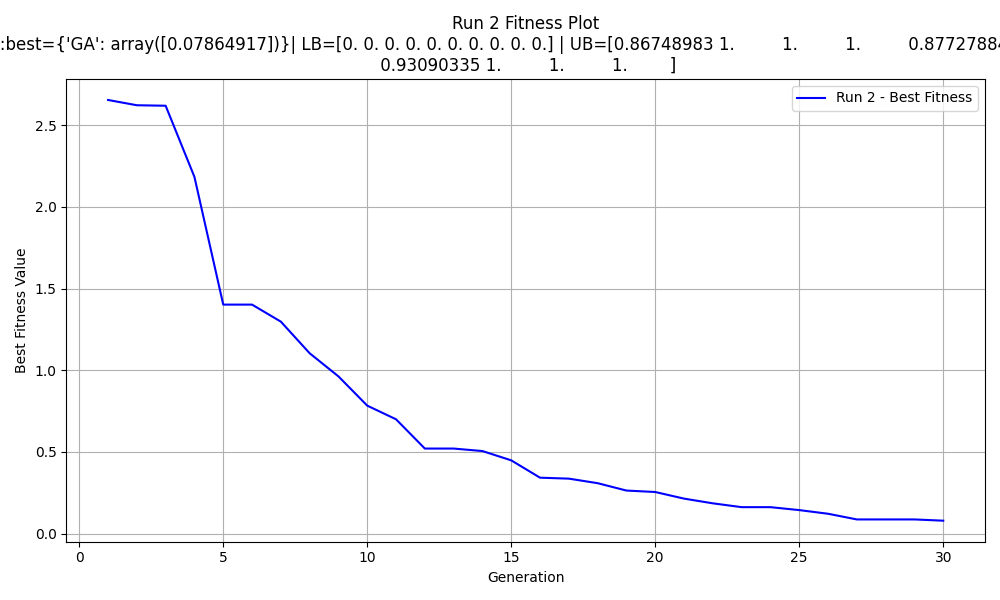 Run 2 Fitness Plot
:best={'GA': array([0.07864917])}| LB=[0. 0. 0. 0. 0. 0. 0. 0. 0. 0.] | UB=[0.86748983 1. 1. 1. 0.8772788
0.93090335 1. 1. 1. ]
Run 2 - Best Fitness
2.5
2.0
1.5
1.0
0.5
0.0
Best Fitness Value
0 5 10 15 20 25 30
Generation